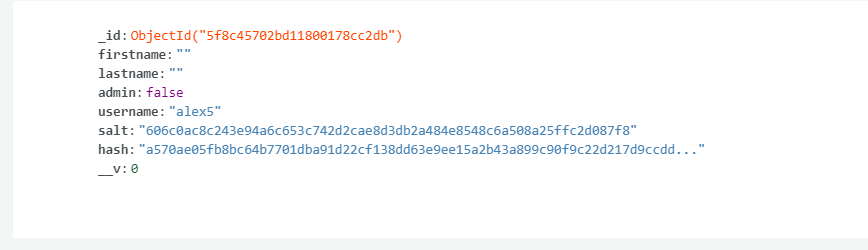 _id: ObjectId("5f8c45702bd11800178cc2db")
firstname: ""
lastname: ""
admin: false
username: "alex5"
salt: "606c0ac8c243e94a6c653c742d2cae8d3db2a484e8548c6a508a25ffc2d087f8"
hash: "a570ae05fb8bc64b7701dba91d22cf138dd63e9ee15a2b43a899c90f9c22d217d9ccdd..."
__v: 0